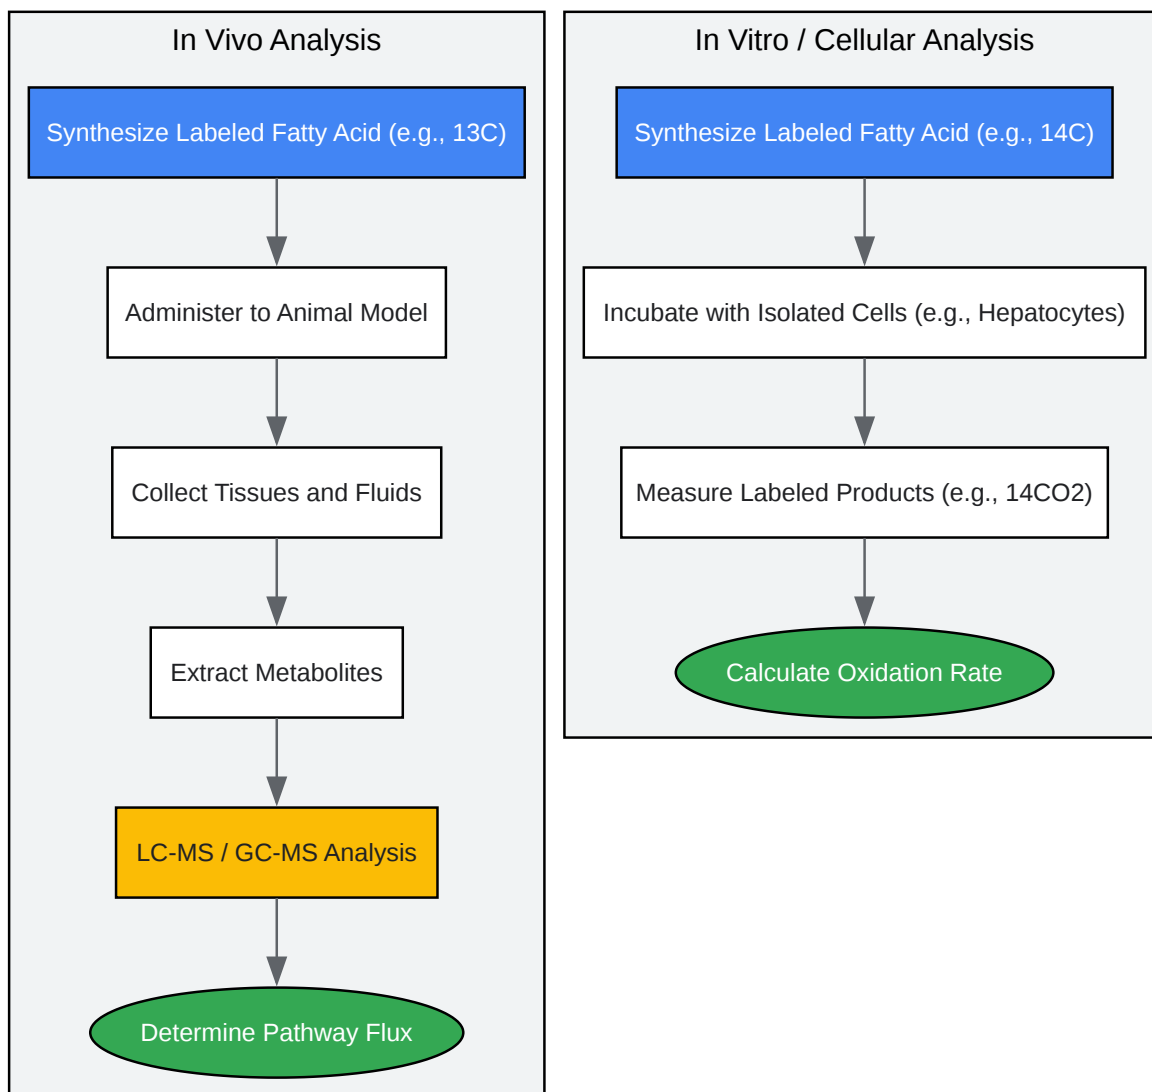 In Vivo Analysis
Synthesize Labeled Fatty Acid (e.g., 13C)
Administer to Animal Model
Collect Tissues and Fluids
Extract Metabolites
LC-MS / GC-MS Analysis
Determine Pathway Flux
In Vitro / Cellular Analysis
Synthesize Labeled Fatty Acid (e.g., 14C)
Incubate with Isolated Cells (e.g., Hepatocytes)
Measure Labeled Products (e.g., 14CO2)
Calculate Oxidation Rate